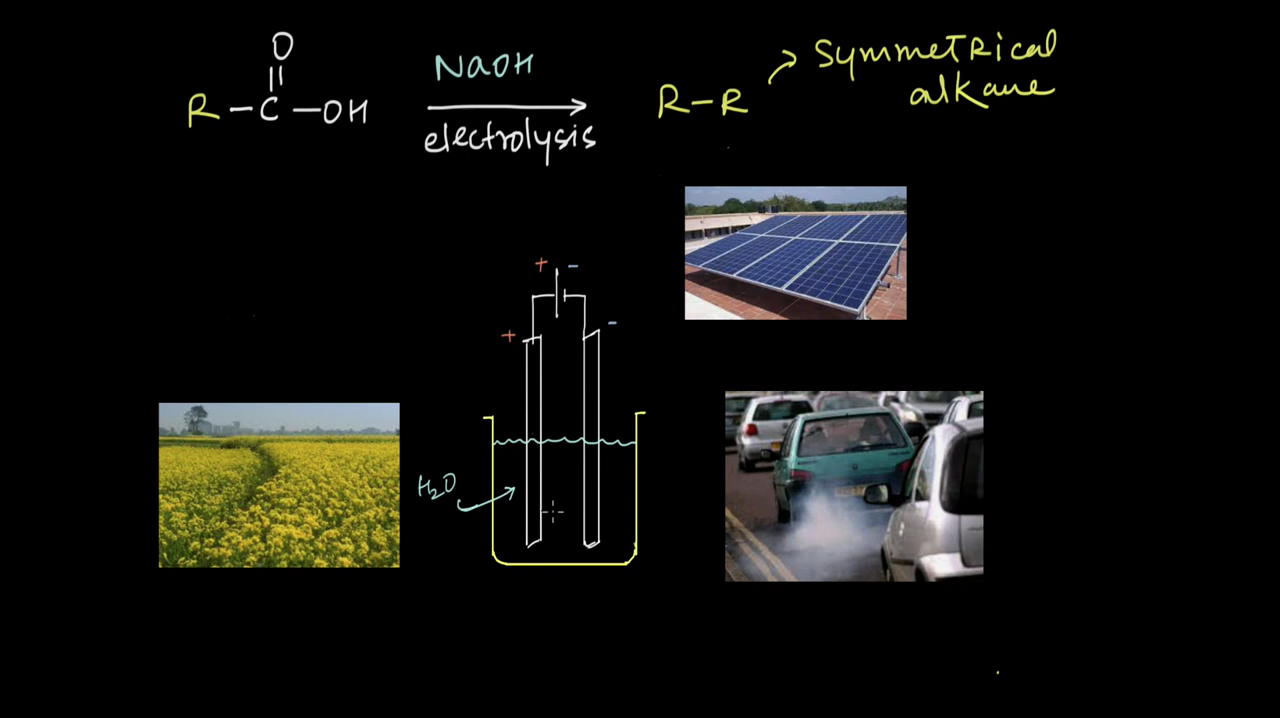 O
||
R-C-OH
NaOH
electrolysis
R-R
Symmetrical
alkane
+ -
+ -
H₂O